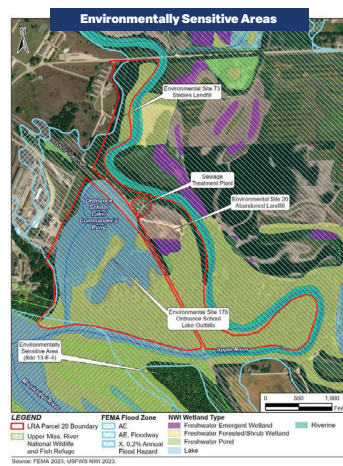 Environmentally Sensitive Areas
N
Environmental Site 73
Stables Landfill
Sewage
Treatment Plant
Ordnance
School
Lake
Commander's
Pond
Environmental Site 20
Abandoned Landfill
Environmental Site 178
Ordnance School
Lake Outfalls
Environmentally
Sensitive Area
(Site 13-E-4)
Apple River
Mississippi River
0 500 1,000
Feet
LEGEND
LRA Parcel 20 Boundary
Upper Miss. River
National Wildlife
and Fish Refuge
FEMA Flood Zone
AE
AE, Floodway
X, 0.2% Annual
Flood Hazard
NWI Wetland Type
Freshwater Emergent Wetland
Freshwater Forested/Shrub Wetland
Freshwater Pond
Lake
Riverine
Source: FEMA 2023; USFWS NWI 2023.